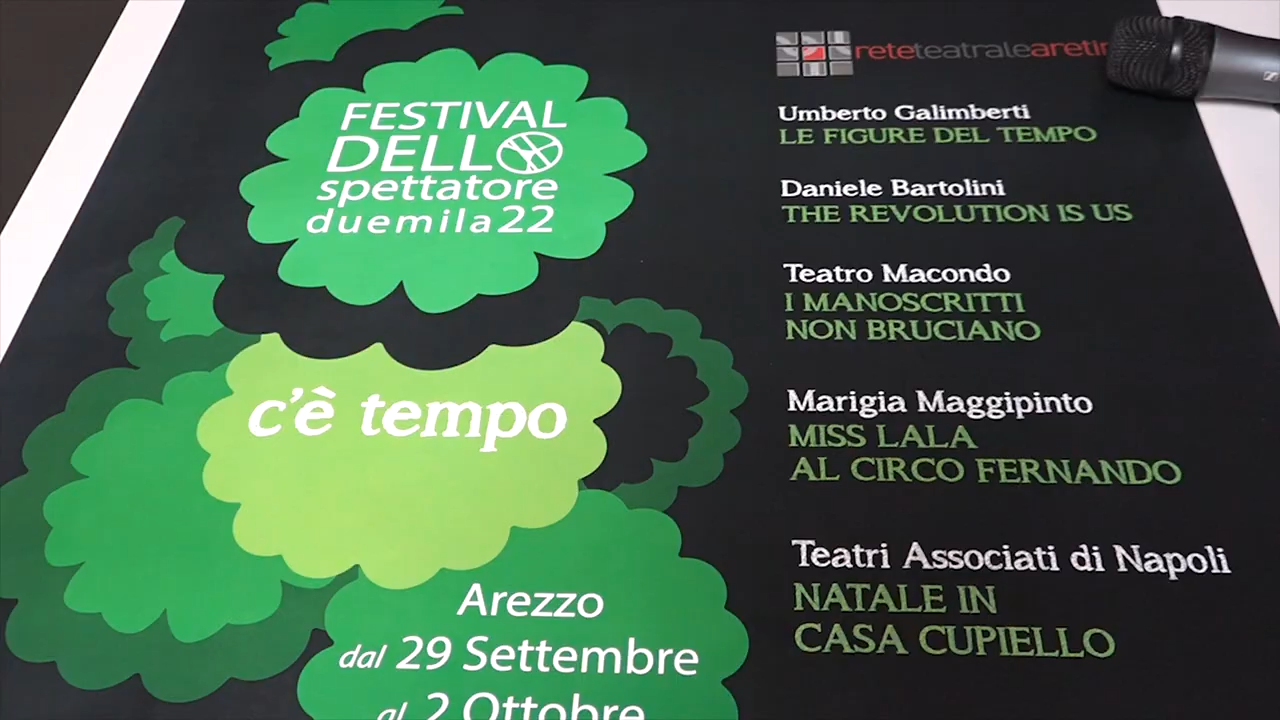 FESTIVAL
DELLO
spettatore
duemila22
c'è tempo
Arezzo
dal 29 Settembre
al 2 Ottobre
reteteatralearetin
Umberto Galimberti
LE FIGURE DEL TEMPO
Daniele Bartolini
THE REVOLUTION IS US
Teatro Macondo
I MANOSCRITTI
NON BRUCIANO
Marigia Maggipinto
MISS LALA
AL CIRCO FERNANDO
Teatri Associati di Napoli
NATALE IN
CASA CUPIELLO